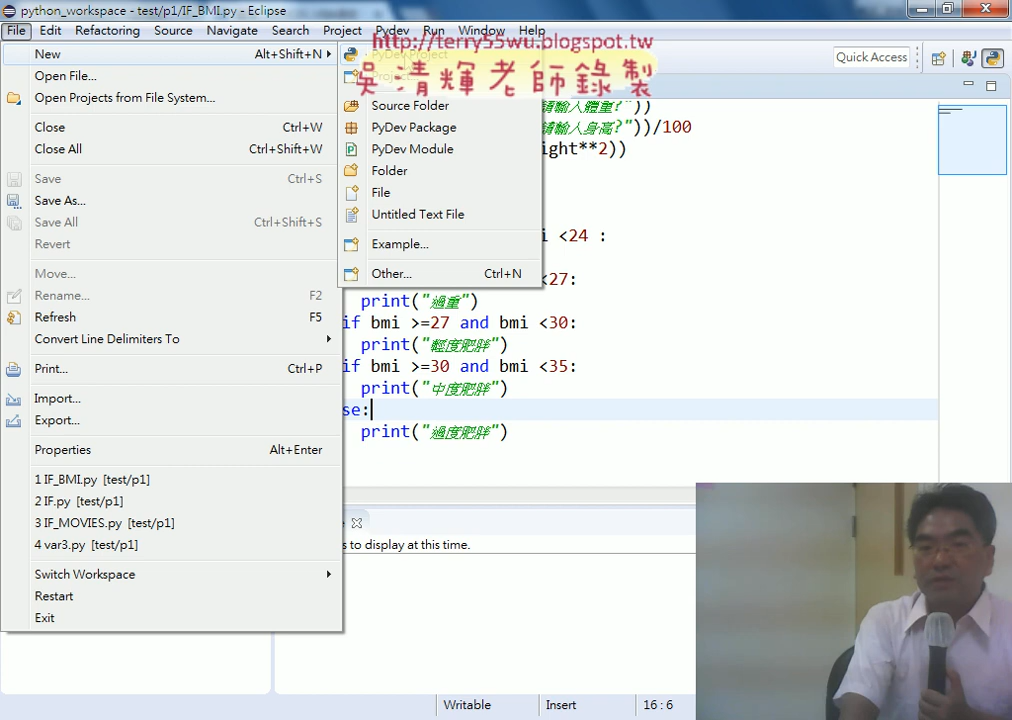 python_workspace - test/p1/IF_BMI.py - Eclipse
File Edit Refactoring Source Navigate Search Project Pydev Run Window Help
http://terry55wu.blogspot.tw
吳清輝老師錄製
Quick Access
New Alt+Shift+N
Open File...
Open Projects from File System...
Close Ctrl+W
Close All Ctrl+Shift+W
Save Ctrl+S
Save As...
Save All Ctrl+Shift+S
Revert
Move...
Rename... F2
Refresh F5
Convert Line Delimiters To
Print... Ctrl+P
Import...
Export...
Properties Alt+Enter
1 IF_BMI.py [test/p1]
2 IF.py [test/p1]
3 IF_MOVIES.py [test/p1]
4 var3.py [test/p1]
Switch Workspace
Restart
Exit
PyDev Project
Project...
Source Folder
PyDev Package
PyDev Module
Folder
File
Untitled Text File
Example...
Other... Ctrl+N
請輸入體重?"))
請輸入身高?"))/100
ight**2))
i <24 :
<27:
print("過重")
if bmi >=27 and bmi <30:
print("輕度肥胖")
if bmi >=30 and bmi <35:
print("中度肥胖")
se:
print("過度肥胖")
s to display at this time.
Writable Insert 16 : 6